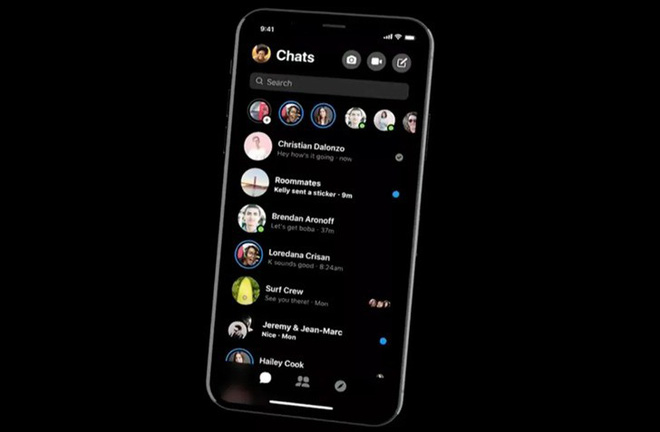 9:41
Chats
Search
Christian Dalonzo
Hey how's it going · now
Roommates
Kelly sent a sticker · 9m
Brendan Aronoff
Let's get boba · 37m
Loredana Crisan
K sounds good · 8:24am
Surf Crew
See you there! · Mon
Jeremy & Jean-Marc
Nice · Mon
Hailey Cook